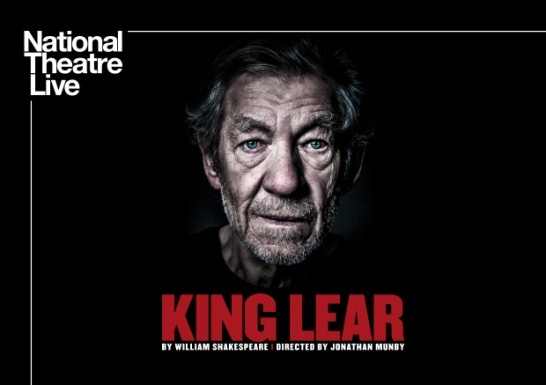 National
Theatre
Live
KING LEAR
BY WILLIAM SHAKESPEARE | DIRECTED BY JONATHAN MUNBY